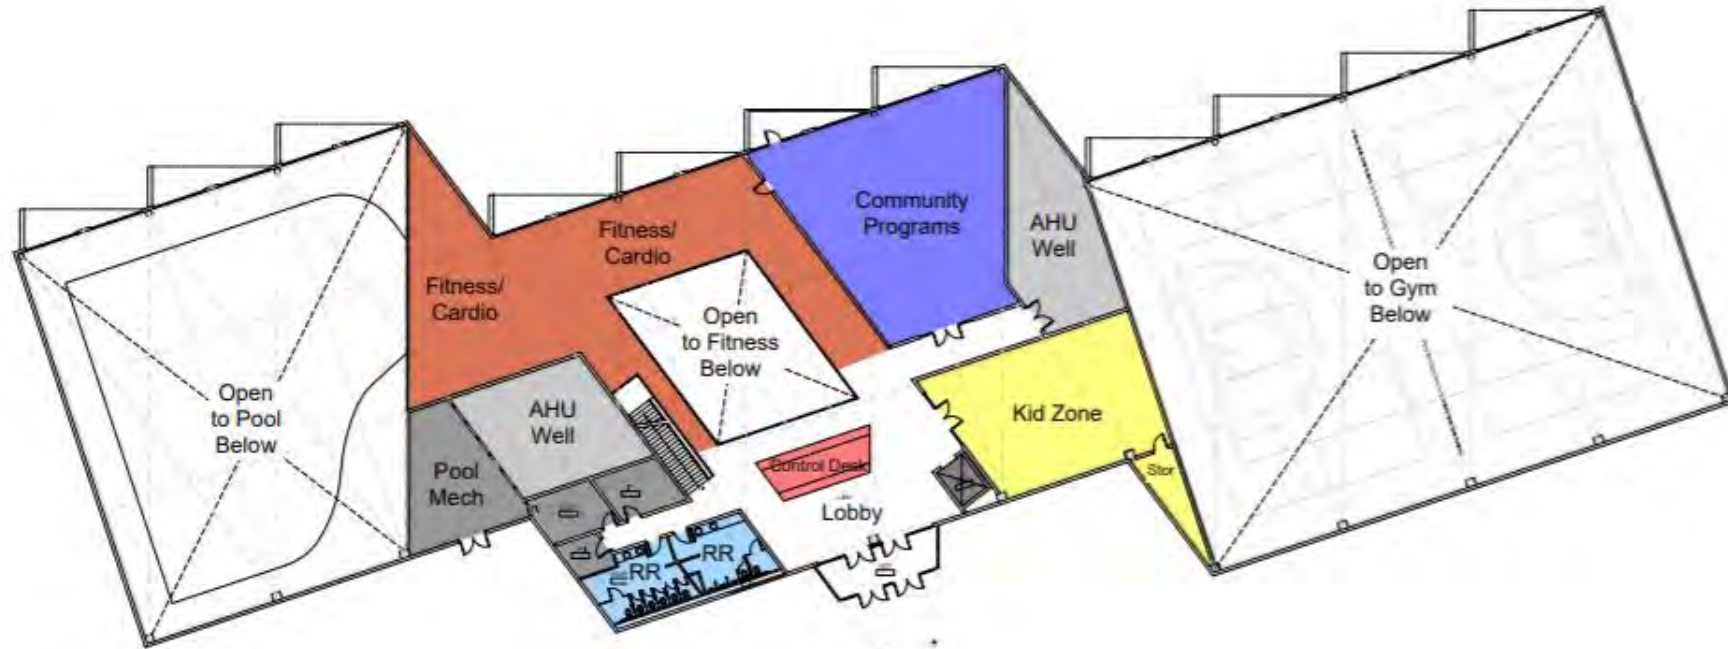 Community
Programs
AHU
Well
Fitness/
Cardio
Fitness/
Cardio
Open
to Gym
Below
Open
to Fitness
Below
Open
to Pool
Below
AHU
Well
Kid Zone
Pool
Mech
Control Desk
Stor
Lobby
RR
RR